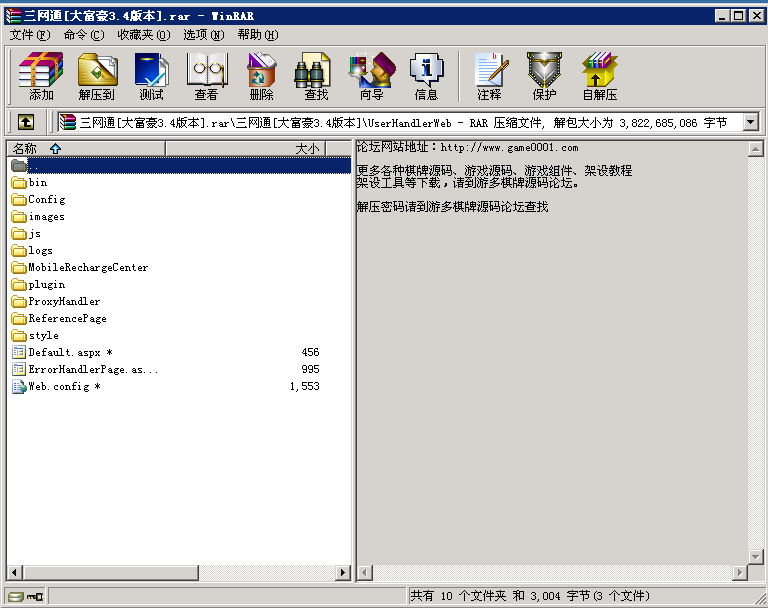 三网通[大富豪3.4版本].rar - WinRAR
文件(F) 命令(C) 收藏夹(O) 选项(N) 帮助(H)
添加 解压到 测试 查看 删除 查找 向导 信息 注释 保护 自解压
三网通[大富豪3.4版本].rar\三网通[大富豪3.4版本]\UserHandlerWeb - RAR 压缩文件, 解包大小为 3,822,685,086 字节
名称 大小
..
bin
Config
images
js
logs
MobileRechargeCenter
plugin
ProxyHandler
ReferencePage
style
Default.aspx * 456
ErrorHandlerPage.as... 995
Web.config * 1,553
论坛网站地址：http://www.game0001.com
更多各种棋牌源码、游戏源码、游戏组件、架设教程
架设工具等下载，请到游多棋牌源码论坛。
解压密码请到游多棋牌源码论坛查找
共有 10 个文件夹 和 3,004 字节(3 个文件)